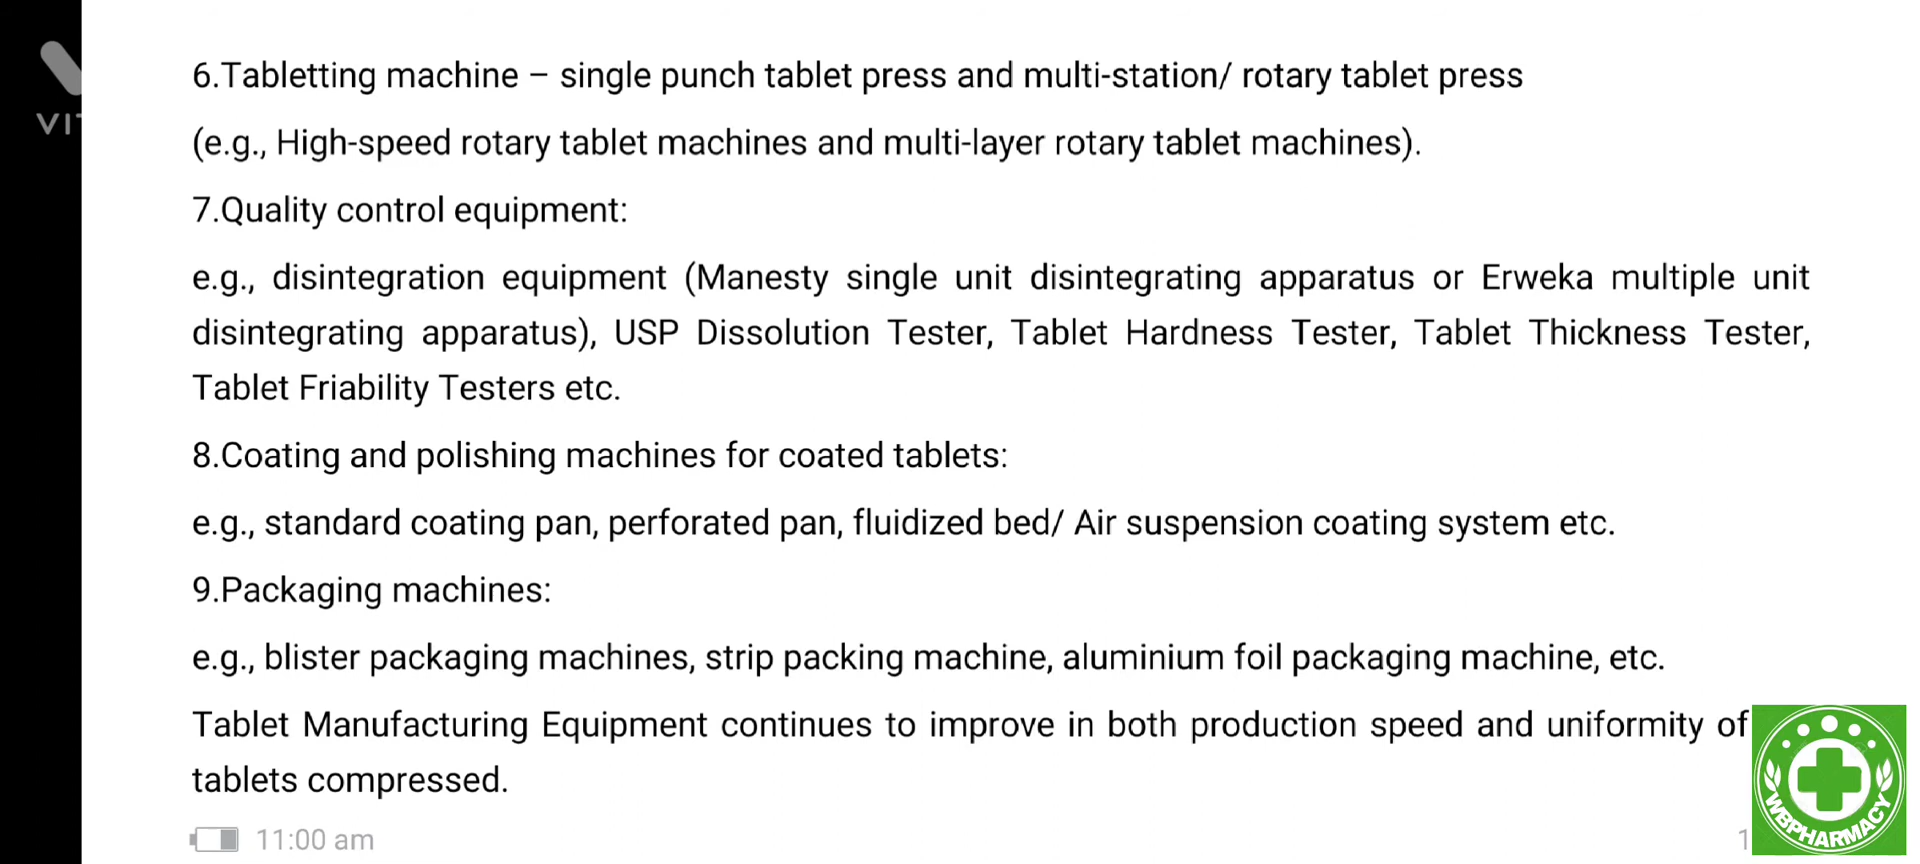 6.Tabletting machine – single punch tablet press and multi-station/ rotary tablet press
(e.g., High-speed rotary tablet machines and multi-layer rotary tablet machines).
7.Quality control equipment:
e.g., disintegration equipment (Manesty single unit disintegrating apparatus or Erweka multiple unit
disintegrating apparatus), USP Dissolution Tester, Tablet Hardness Tester, Tablet Thickness Tester,
Tablet Friability Testers etc.
8.Coating and polishing machines for coated tablets:
e.g., standard coating pan, perforated pan, fluidized bed/ Air suspension coating system etc.
9.Packaging machines:
e.g., blister packaging machines, strip packing machine, aluminium foil packaging machine, etc.
Tablet Manufacturing Equipment continues to improve in both production speed and uniformity of
tablets compressed.
11:00 am
WBPHARMACY